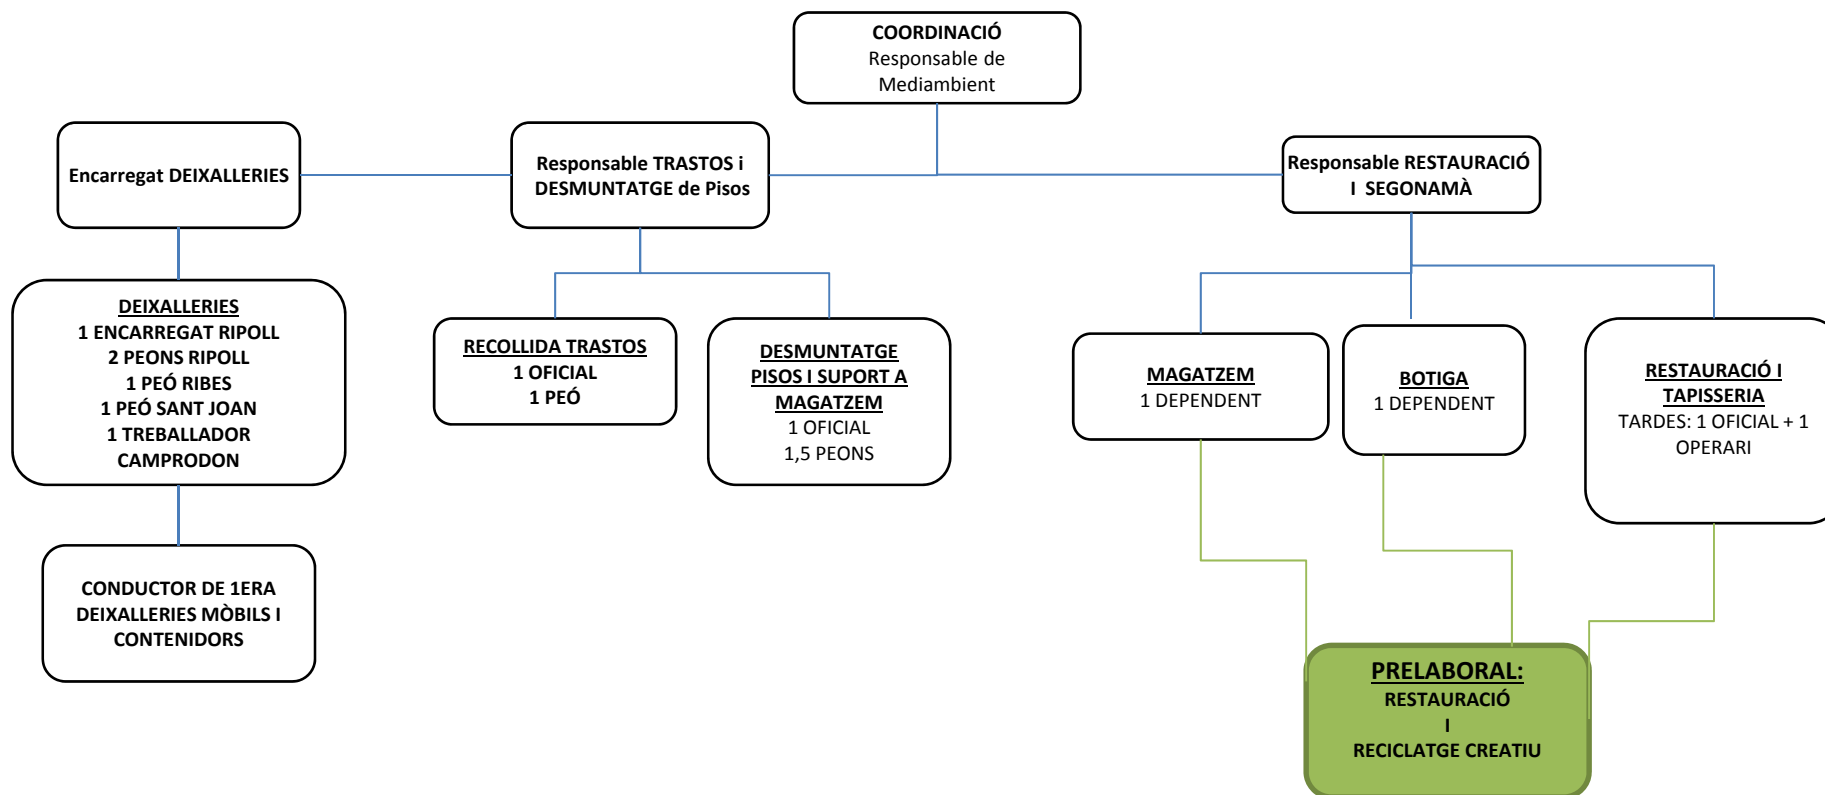 COORDINACIÓ
Responsable de
Mediambient
Encarregat DEIXALLERIES
Responsable TRASTOS i
DESMUNTATGE de Pisos
Responsable RESTAURACIÓ
I SEGONAMÀ
DEIXALLERIES
1 ENCARREGAT RIPOLL
2 PEONS RIPOLL
1 PEÓ RIBES
1 PEÓ SANT JOAN
1 TREBALLADOR
CAMPRODON
RECOLLIDA TRASTOS
1 OFICIAL
1 PEÓ
DESMUNTATGE
PISOS I SUPORT A
MAGATZEM
1 OFICIAL
1,5 PEONS
MAGATZEM
1 DEPENDENT
BOTIGA
1 DEPENDENT
RESTAURACIÓ I
TAPISSERIA
TARDES: 1 OFICIAL + 1
OPERARI
CONDUCTOR DE 1ERA
DEIXALLERIES MÒBILS I
CONTENIDORS
PRELABORAL:
RESTAURACIÓ
I
RECICLATGE CREATIU